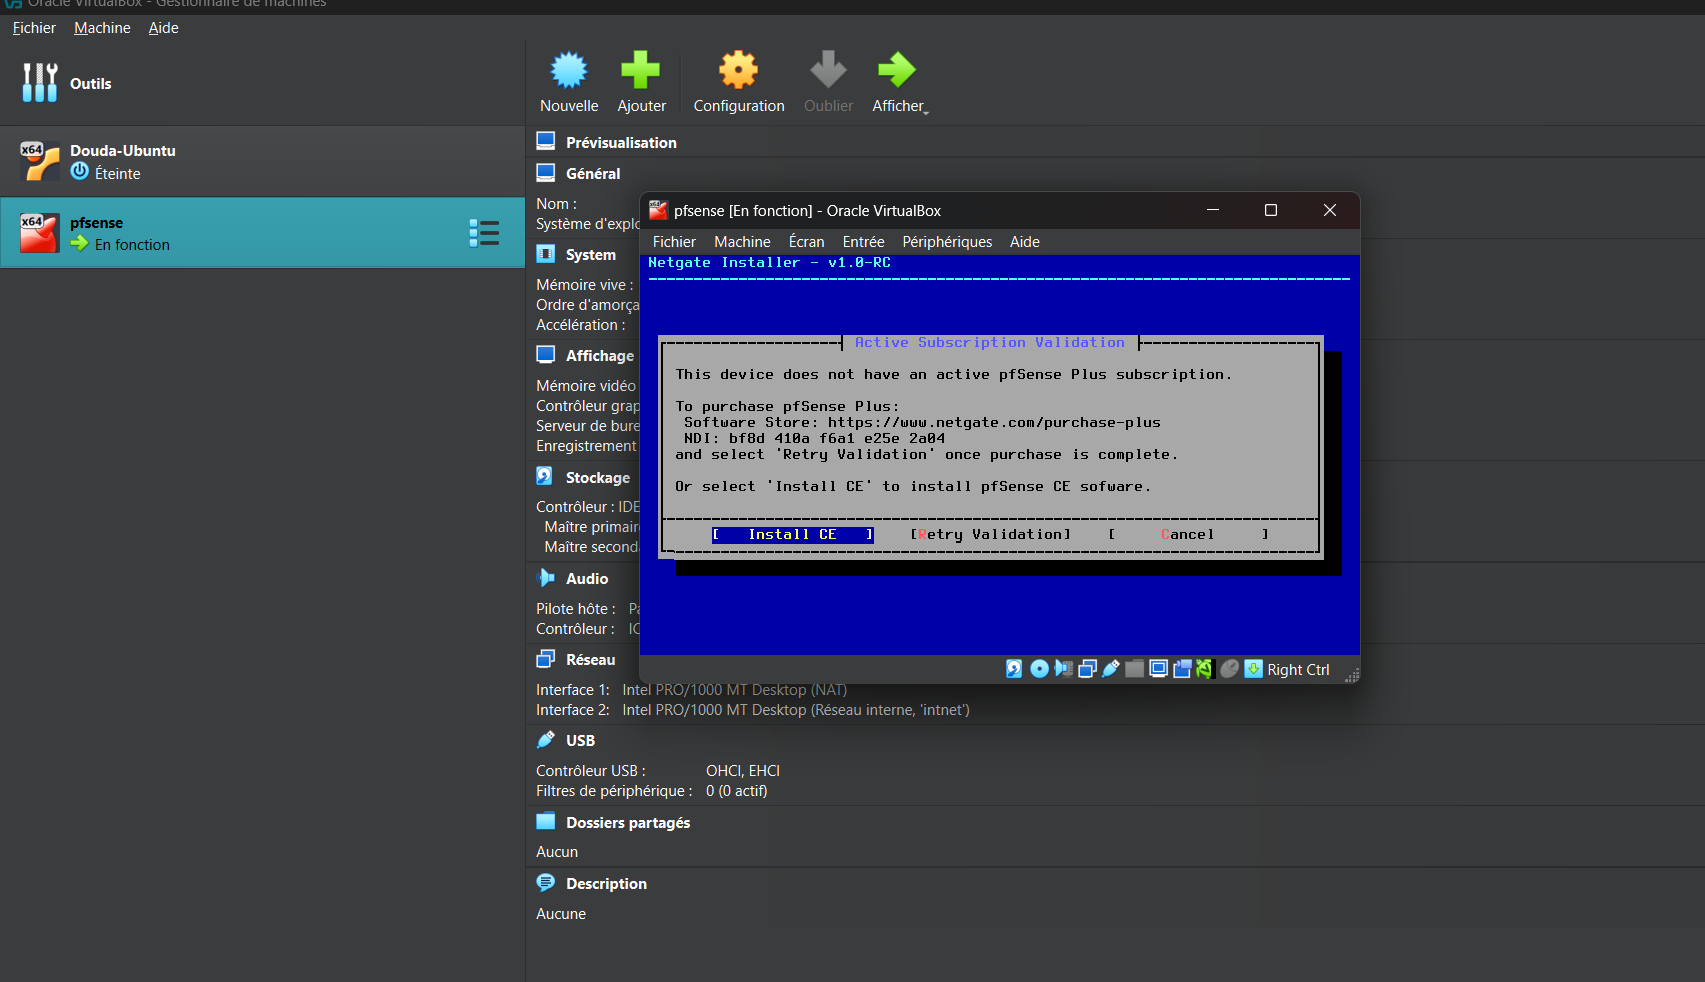 Oracle VirtualBox - Gestionnaire de machines
Fichier Machine Aide
Outils
Nouvelle Ajouter Configuration Oublier Afficher
x64 Douda-Ubuntu
Éteinte
x64 pfsense
En fonction
Prévisualisation
Général
Nom :
Système d'explo
System
Mémoire vive :
Ordre d'amorça
Accélération :
Affichage
Mémoire vidéo
Contrôleur grap
Serveur de bure
Enregistrement
Stockage
Contrôleur : IDE
Maître primair
Maître second
Audio
Pilote hôte : Pa
Contrôleur : IC
Réseau
Interface 1: Intel PRO/1000 MT Desktop (NAT)
Interface 2: Intel PRO/1000 MT Desktop (Réseau interne, 'intnet')
USB
Contrôleur USB : OHCI, EHCI
Filtres de périphérique : 0 (0 actif)
Dossiers partagés
Aucun
Description
Aucune
pfsense [En fonction] - Oracle VirtualBox
Fichier Machine Écran Entrée Périphériques Aide
Netgate Installer - v1.0-RC
Active Subscription Validation
This device does not have an active pfSense Plus subscription.
To purchase pfSense Plus:
Software Store: https://www.netgate.com/purchase-plus
NDI: bf8d 410a f6a1 e25e 2a04
and select 'Retry Validation' once purchase is complete.
Or select 'Install CE' to install pfSense CE sofware.
[ Install CE ] [Retry Validation] [ Cancel ]
Right Ctrl